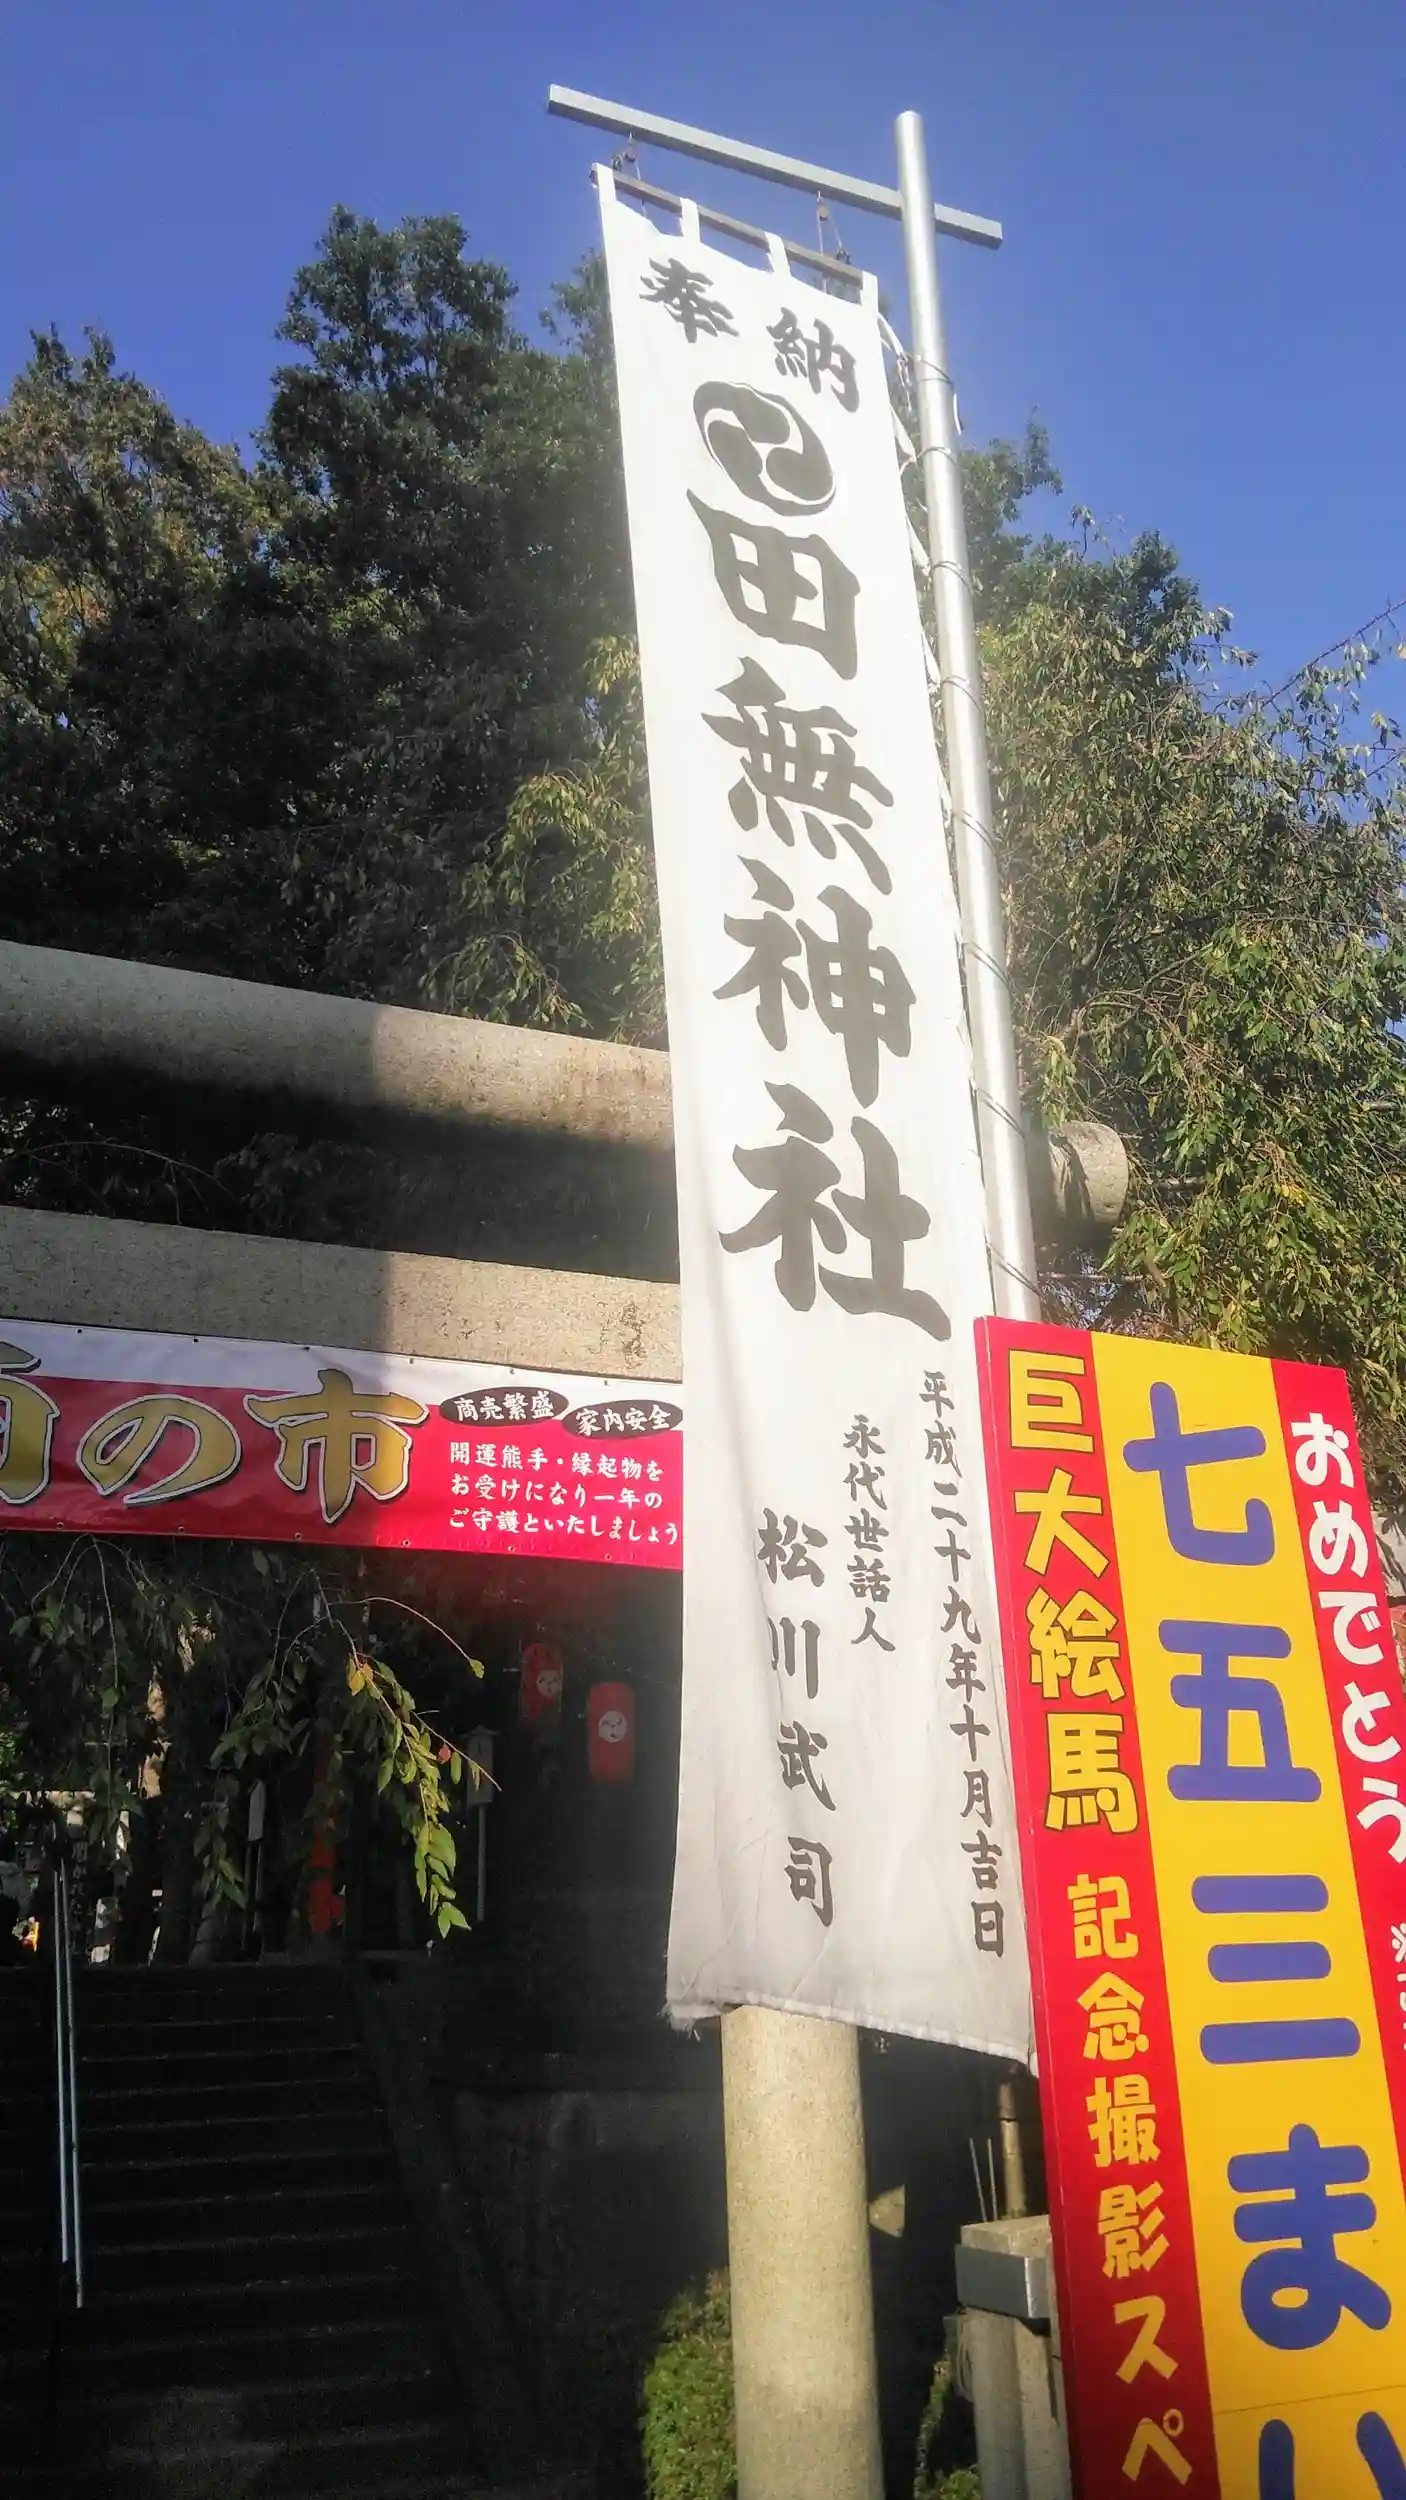 奉納
田無神社
平成二十九年十月吉日
永代世話人
松川武司
の市
商売繁盛
家内安全
開運熊手・縁起物を
お受けになり一年の
ご守護といたしましょう
おめでとう
七五三まい
巨大絵馬 記念撮影スペ